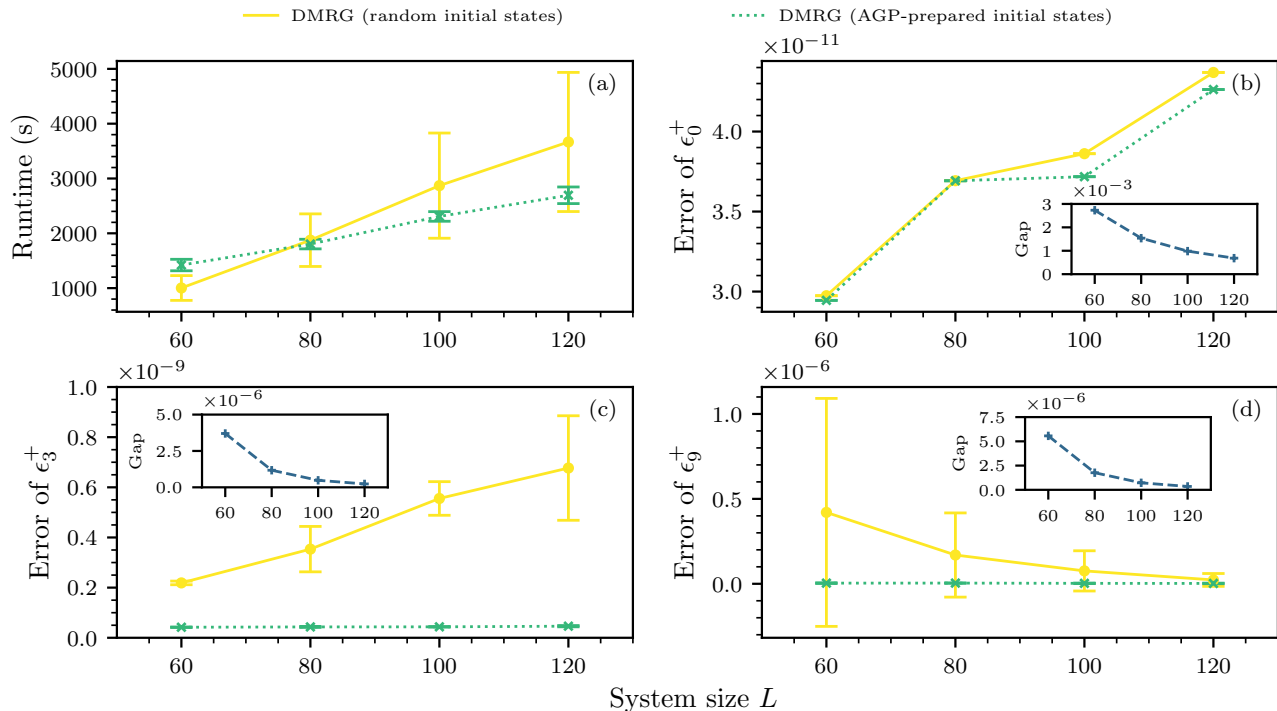 DMRG (random initial states)
DMRG (AGP-prepared initial states)
(a)
Runtime (s)
5000
4000
3000
2000
1000
60 80 100 120
×10⁻¹¹
(b)
Error of ϵ₀⁺
4.0
3.5
3.0
60 80 100 120
×10⁻³
Gap
3
2
1
0
60 80 100 120
×10⁻⁹
(c)
Error of ϵ₃⁺
1.0
0.8
0.6
0.4
0.2
0.0
60 80 100 120
×10⁻⁶
Gap
5.0
2.5
0.0
60 80 100 120
×10⁻⁶
(d)
Error of ϵ₉⁺
1.0
0.5
0.0
60 80 100 120
×10⁻⁶
Gap
7.5
5.0
2.5
0.0
60 80 100 120
System size L